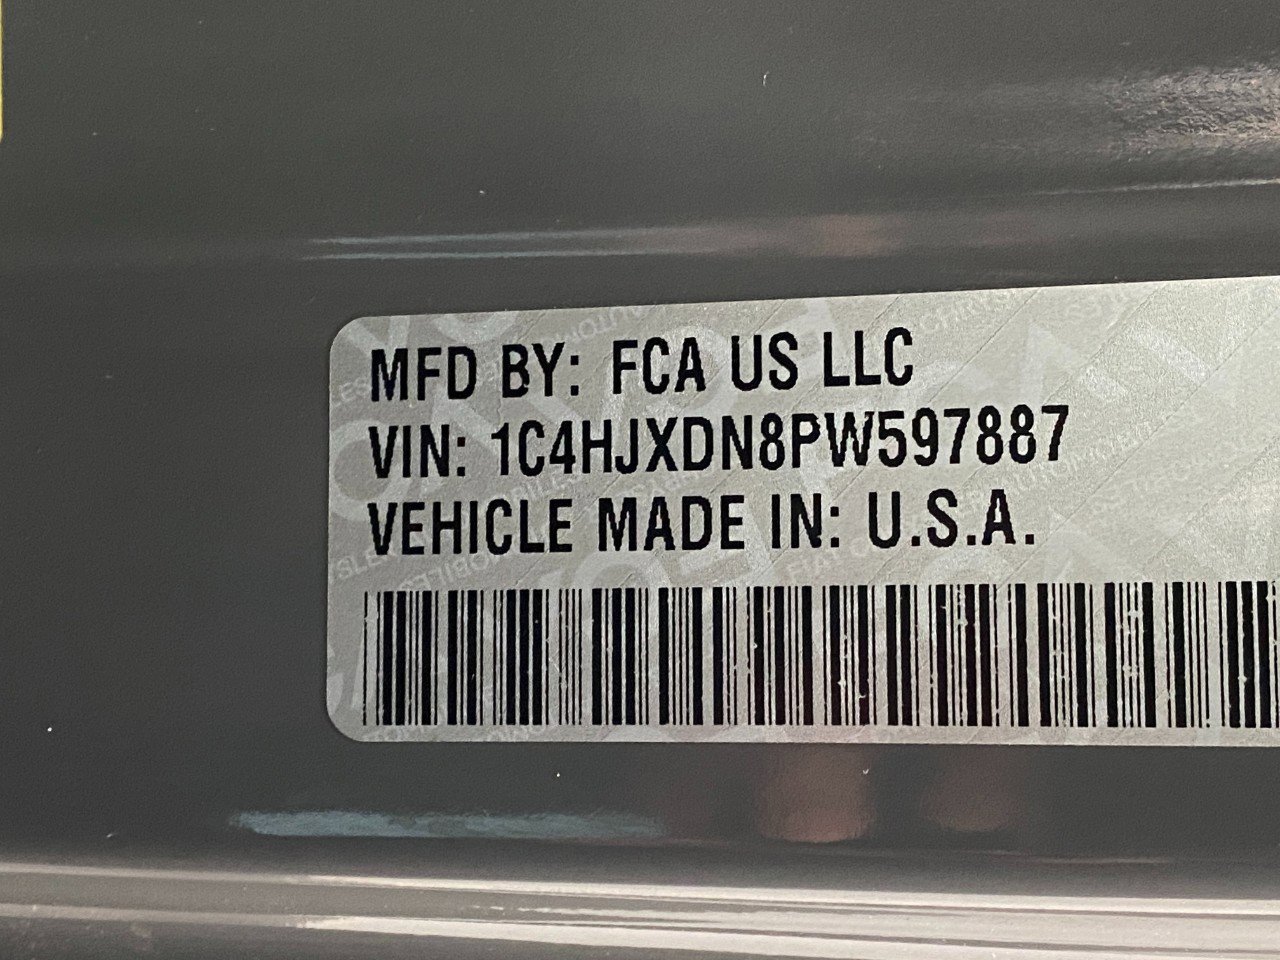 MFD BY: FCA US LLC
VIN: 1C4HJXDN8PW597887
VEHICLE MADE IN: U.S.A.